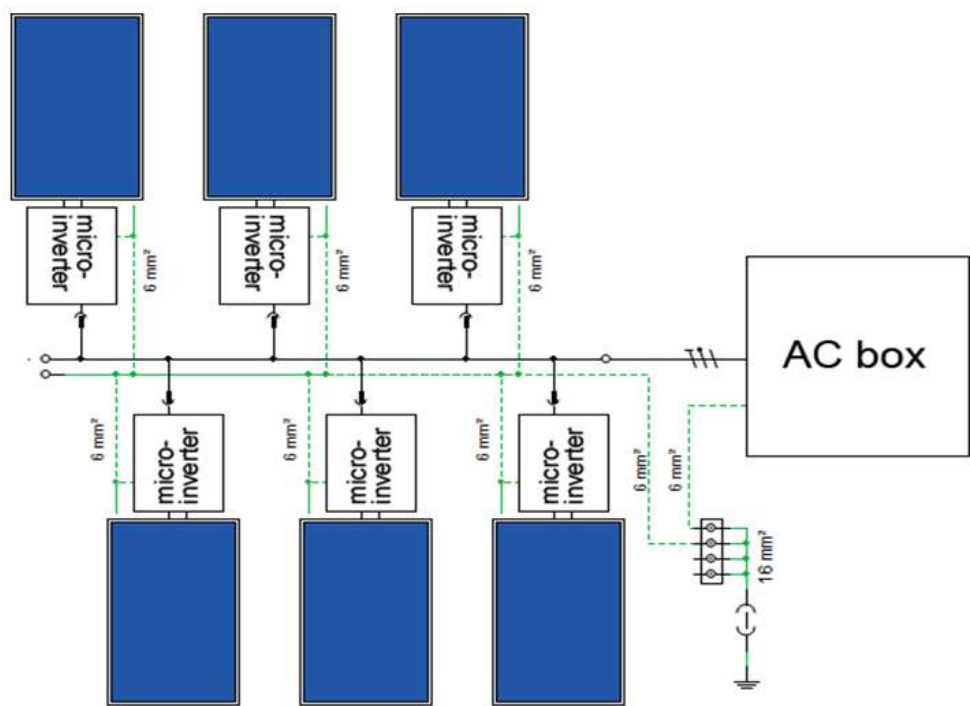 micro-
inverter
micro-
inverter
micro-
inverter
6 mm²
6 mm²
6 mm²
AC box
6 mm²
6 mm²
6 mm²
micro-
inverter
micro-
inverter
micro-
inverter
6 mm²
6 mm²
16 mm²